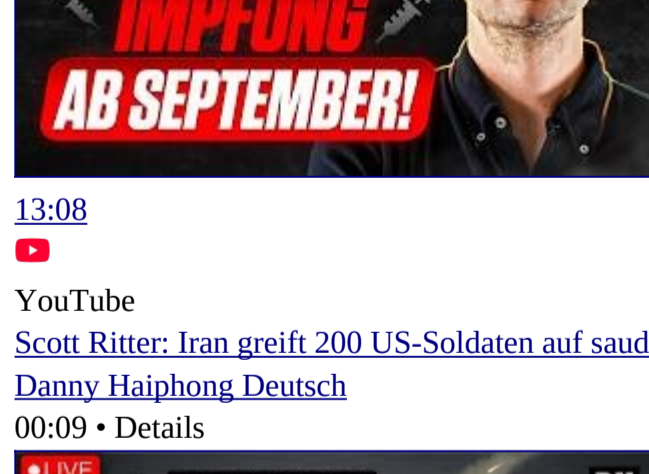 IMPFUNG
AB SEPTEMBER!
13:08
YouTube
Scott Ritter: Iran greift 200 US-Soldaten auf saud
Danny Haiphong Deutsch
00:09 • Details
LIVE